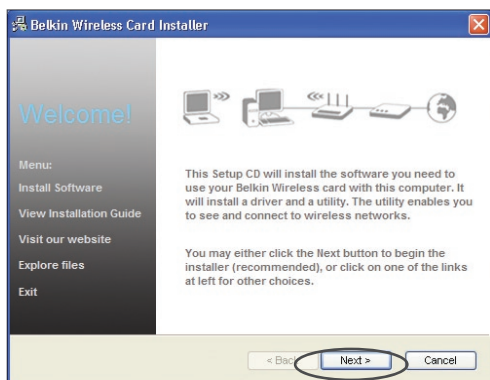 Belkin Wireless Card Installer
Welcome!
Menu:
Install Software
View Installation Guide
Visit our website
Explore files
Exit
This Setup CD will install the software you need to
use your Belkin Wireless card with this computer. It
will install a driver and a utility. The utility enables you
to see and connect to wireless networks.
You may either click the Next button to begin the
installer (recommended), or click on one of the links
at left for other choices.
< Back Next > Cancel